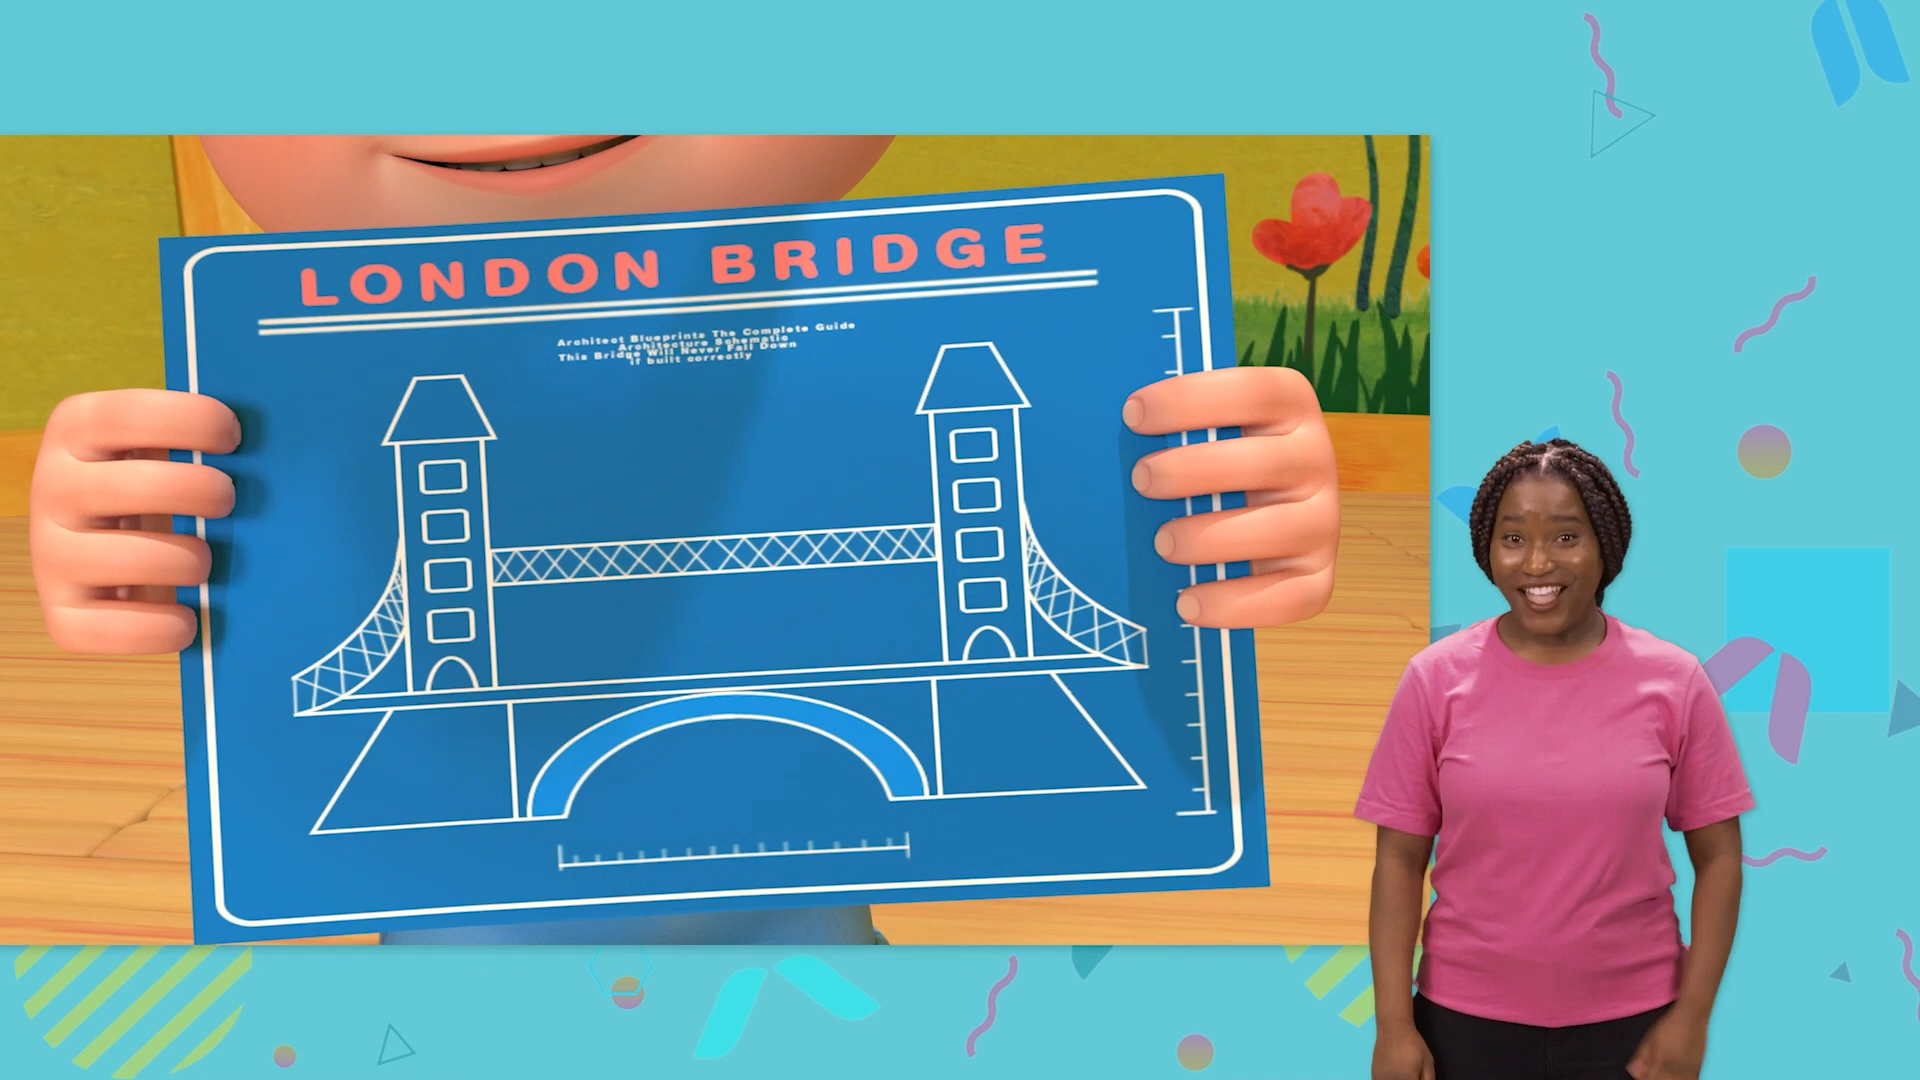 LONDON BRIDGE
Architect Blueprints The Complete Guide
Architecture Schematic
This Bridge Will Never Fall Down
if built correctly